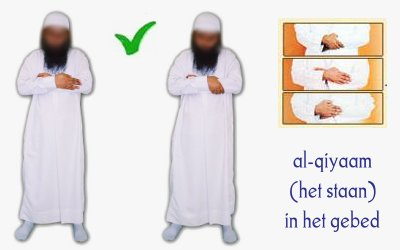 al-qiyaam
(het staan)
in het gebed